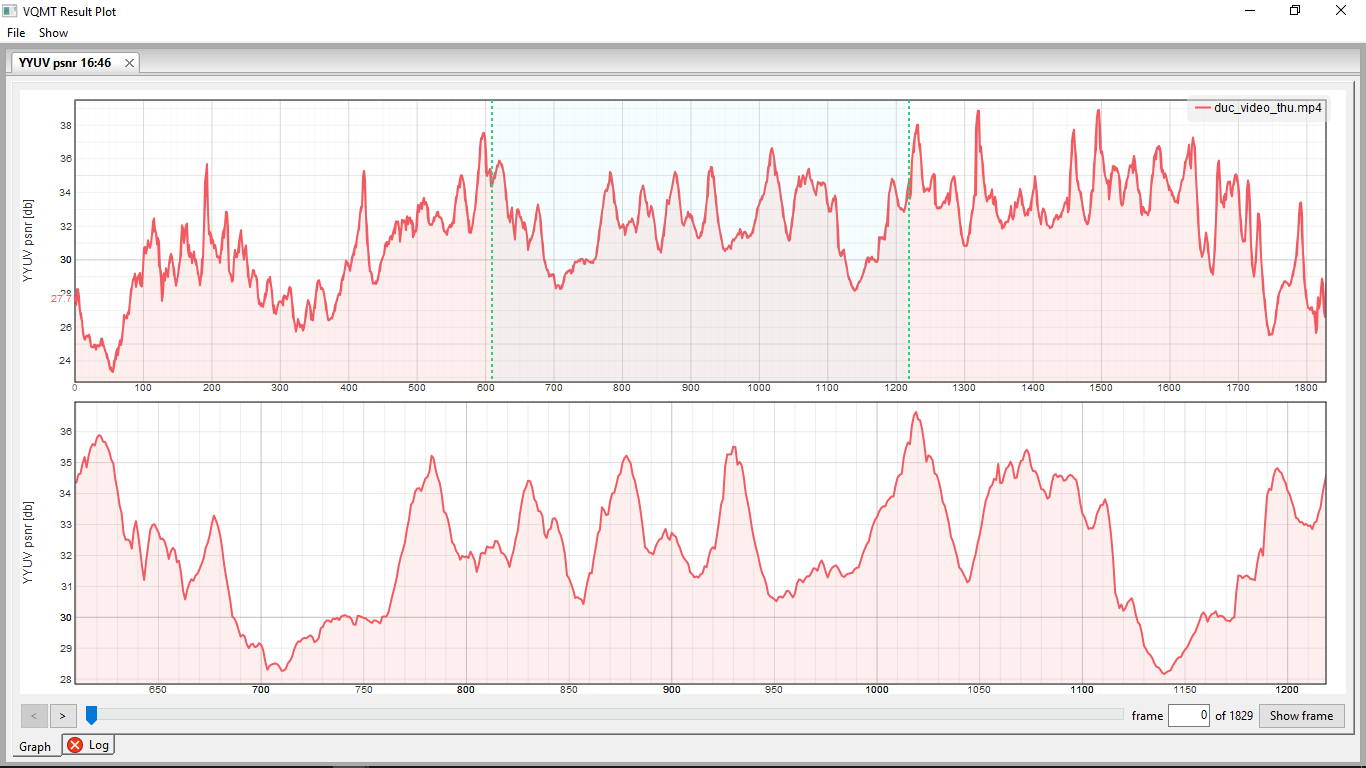 VQMT Result Plot
File Show
YYUV psnr 16:46
duc_video_thu.mp4
YYUV psnr [db]
38
36
34
32
30
28
27.7
26
24
0 100 200 300 400 500 600 700 800 900 1000 1100 1200 1300 1400 1500 1600 1700 1800
YYUV psnr [db]
36
35
34
33
32
31
30
29
28
650 700 750 800 850 900 950 1000 1050 1100 1150 1200
< > frame 0 of 1829 Show frame
Graph Log